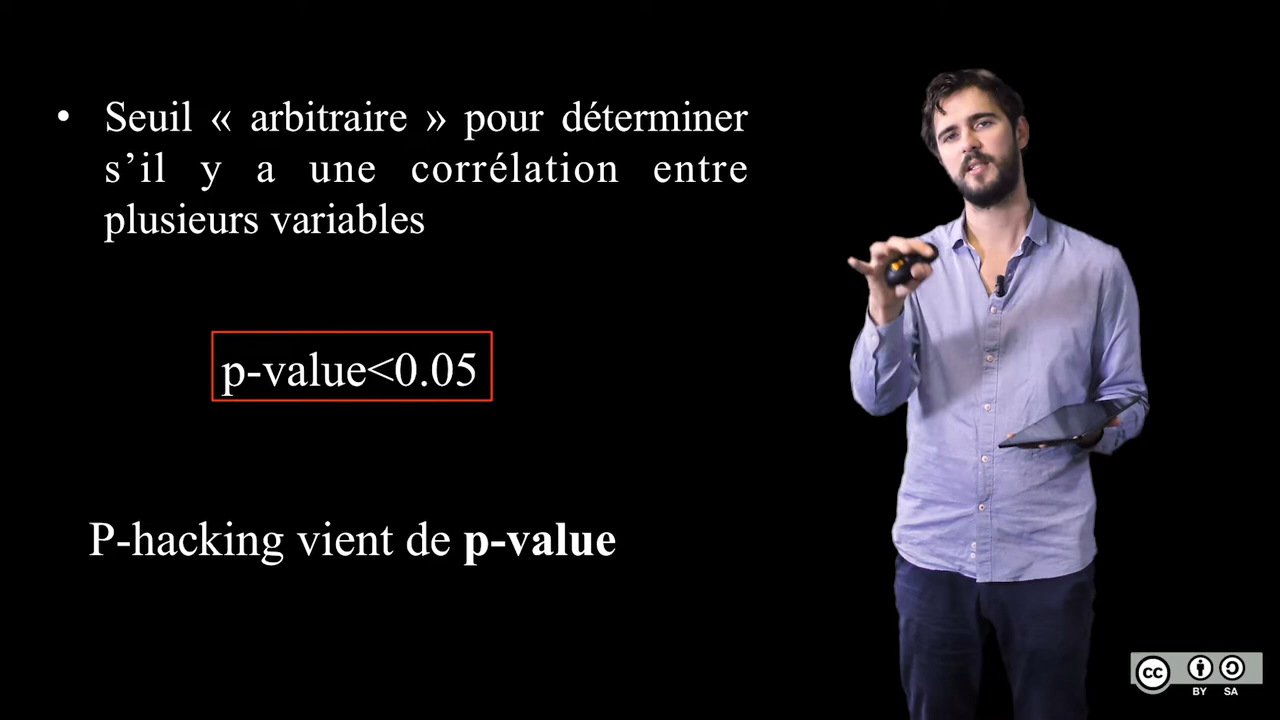 • Seuil « arbitraire » pour déterminer
s’il y a une corrélation entre
plusieurs variables
p-value<0.05
P-hacking vient de p-value
cc
BY SA